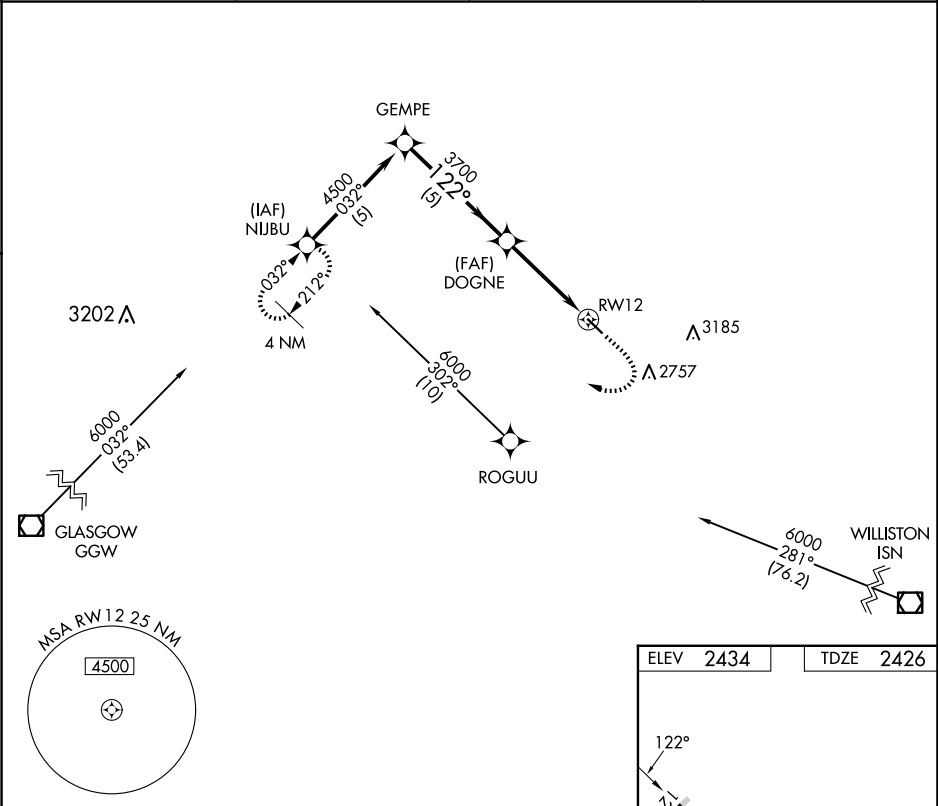 GEMPE
3700
122°
(5)
4500
032°
(5)
(IAF)
NIJBU
032°
212°
4 NM
(FAF)
DOGNE
RW12
3202
3185
2757
6000
302°
(10)
ROGUU
6000
032°
(53.4)
GLASGOW
GGW
6000
281°
(76.2)
WILLISTON
ISN
MSA RW12 25 NM
4500
ELEV 2434
TDZE 2426
122°
12